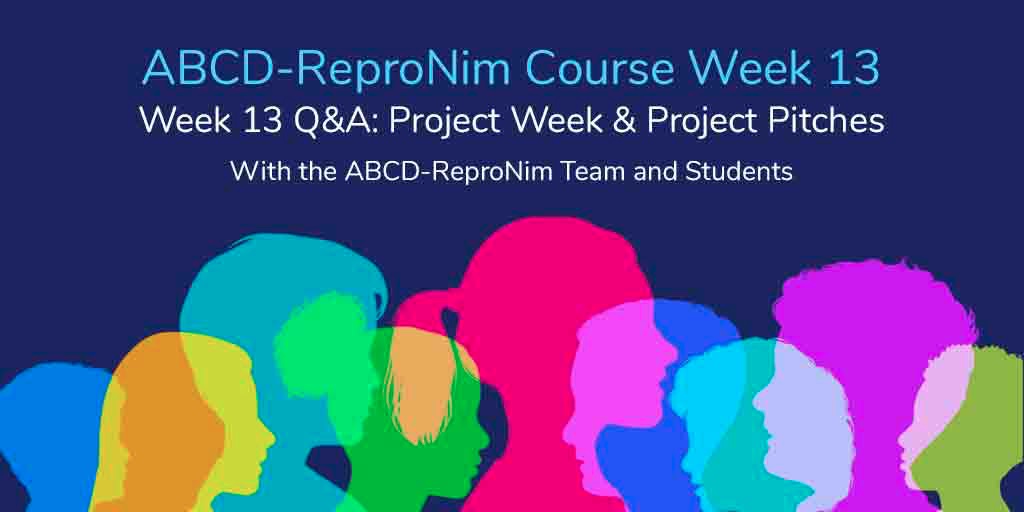 ABCD-ReproNim Course Week 13
Week 13 Q&A: Project Week & Project Pitches
With the ABCD-ReproNim Team and Students